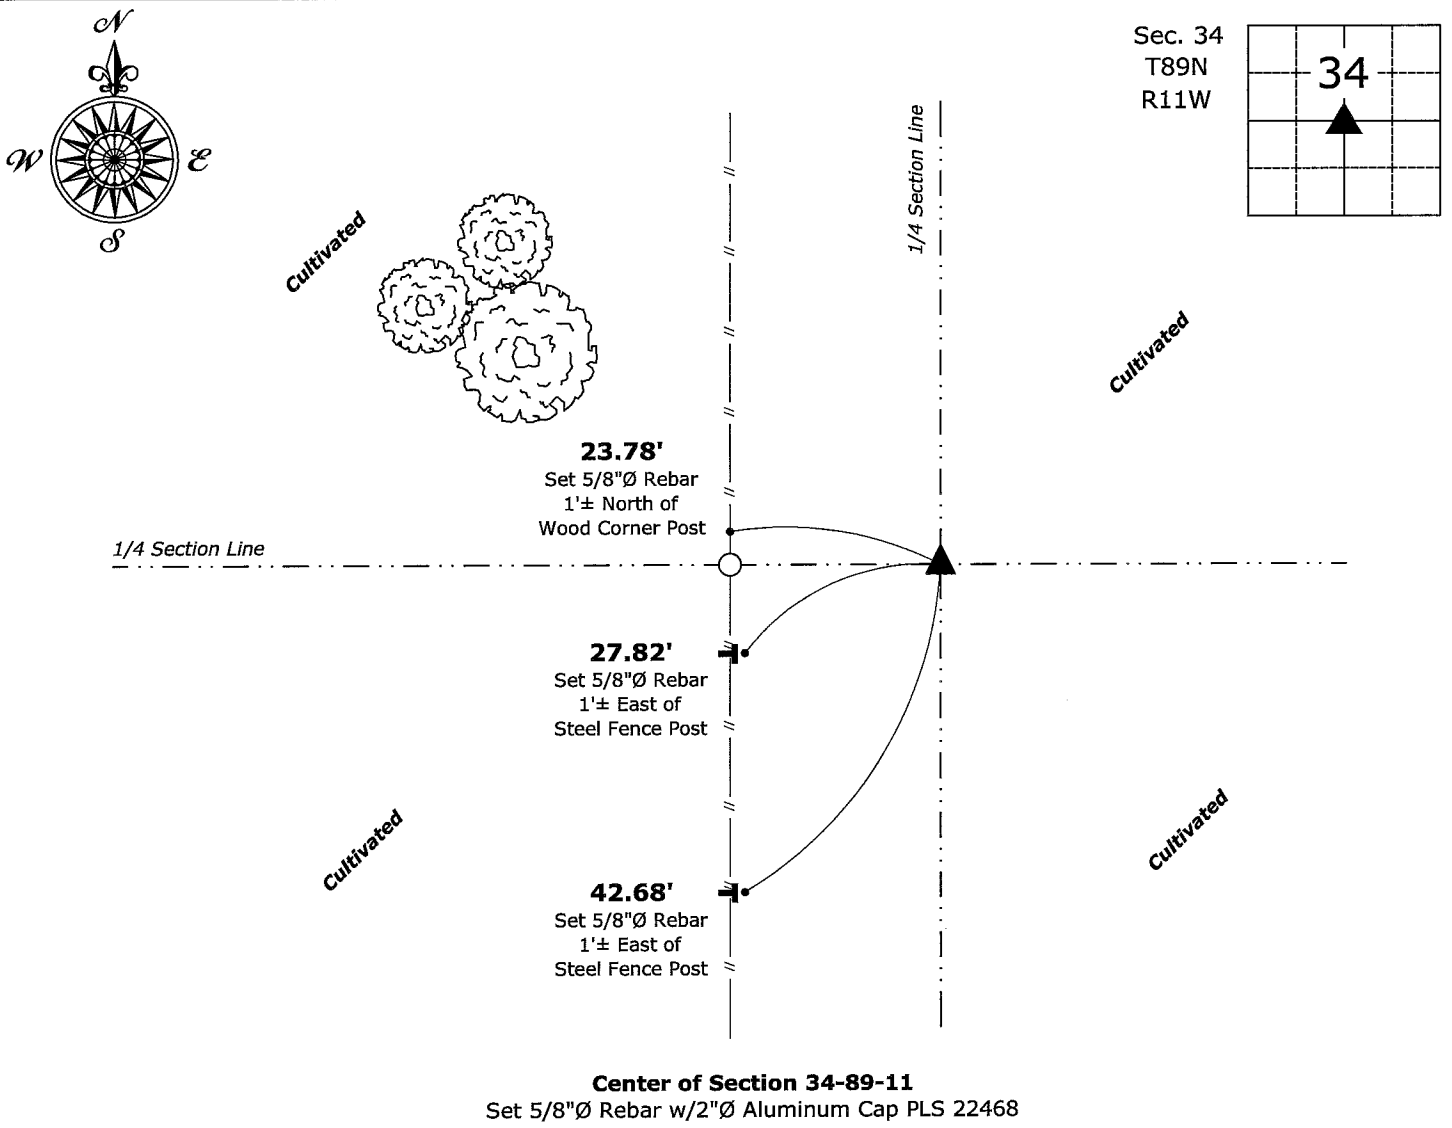 N
W
E
S
Sec. 34
T89N
R11W
34
1/4 Section Line
Cultivated
Cultivated
23.78'
Set 5/8"Ø Rebar
1'± North of
Wood Corner Post
1/4 Section Line
27.82'
Set 5/8"Ø Rebar
1'± East of
Steel Fence Post
Cultivated
Cultivated
42.68'
Set 5/8"Ø Rebar
1'± East of
Steel Fence Post
Center of Section 34-89-11
Set 5/8"Ø Rebar w/2"Ø Aluminum Cap PLS 22468